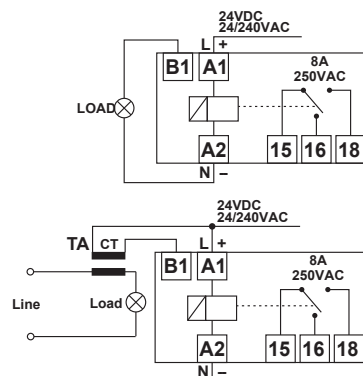 24VDC
24/240VAC
L +
B1 A1
8A
250VAC
LOAD
A2
15 16 18
N –
24VDC
24/240VAC
TA CT
L +
B1 A1
8A
250VAC
Line
Load
A2
15 16 18
N –